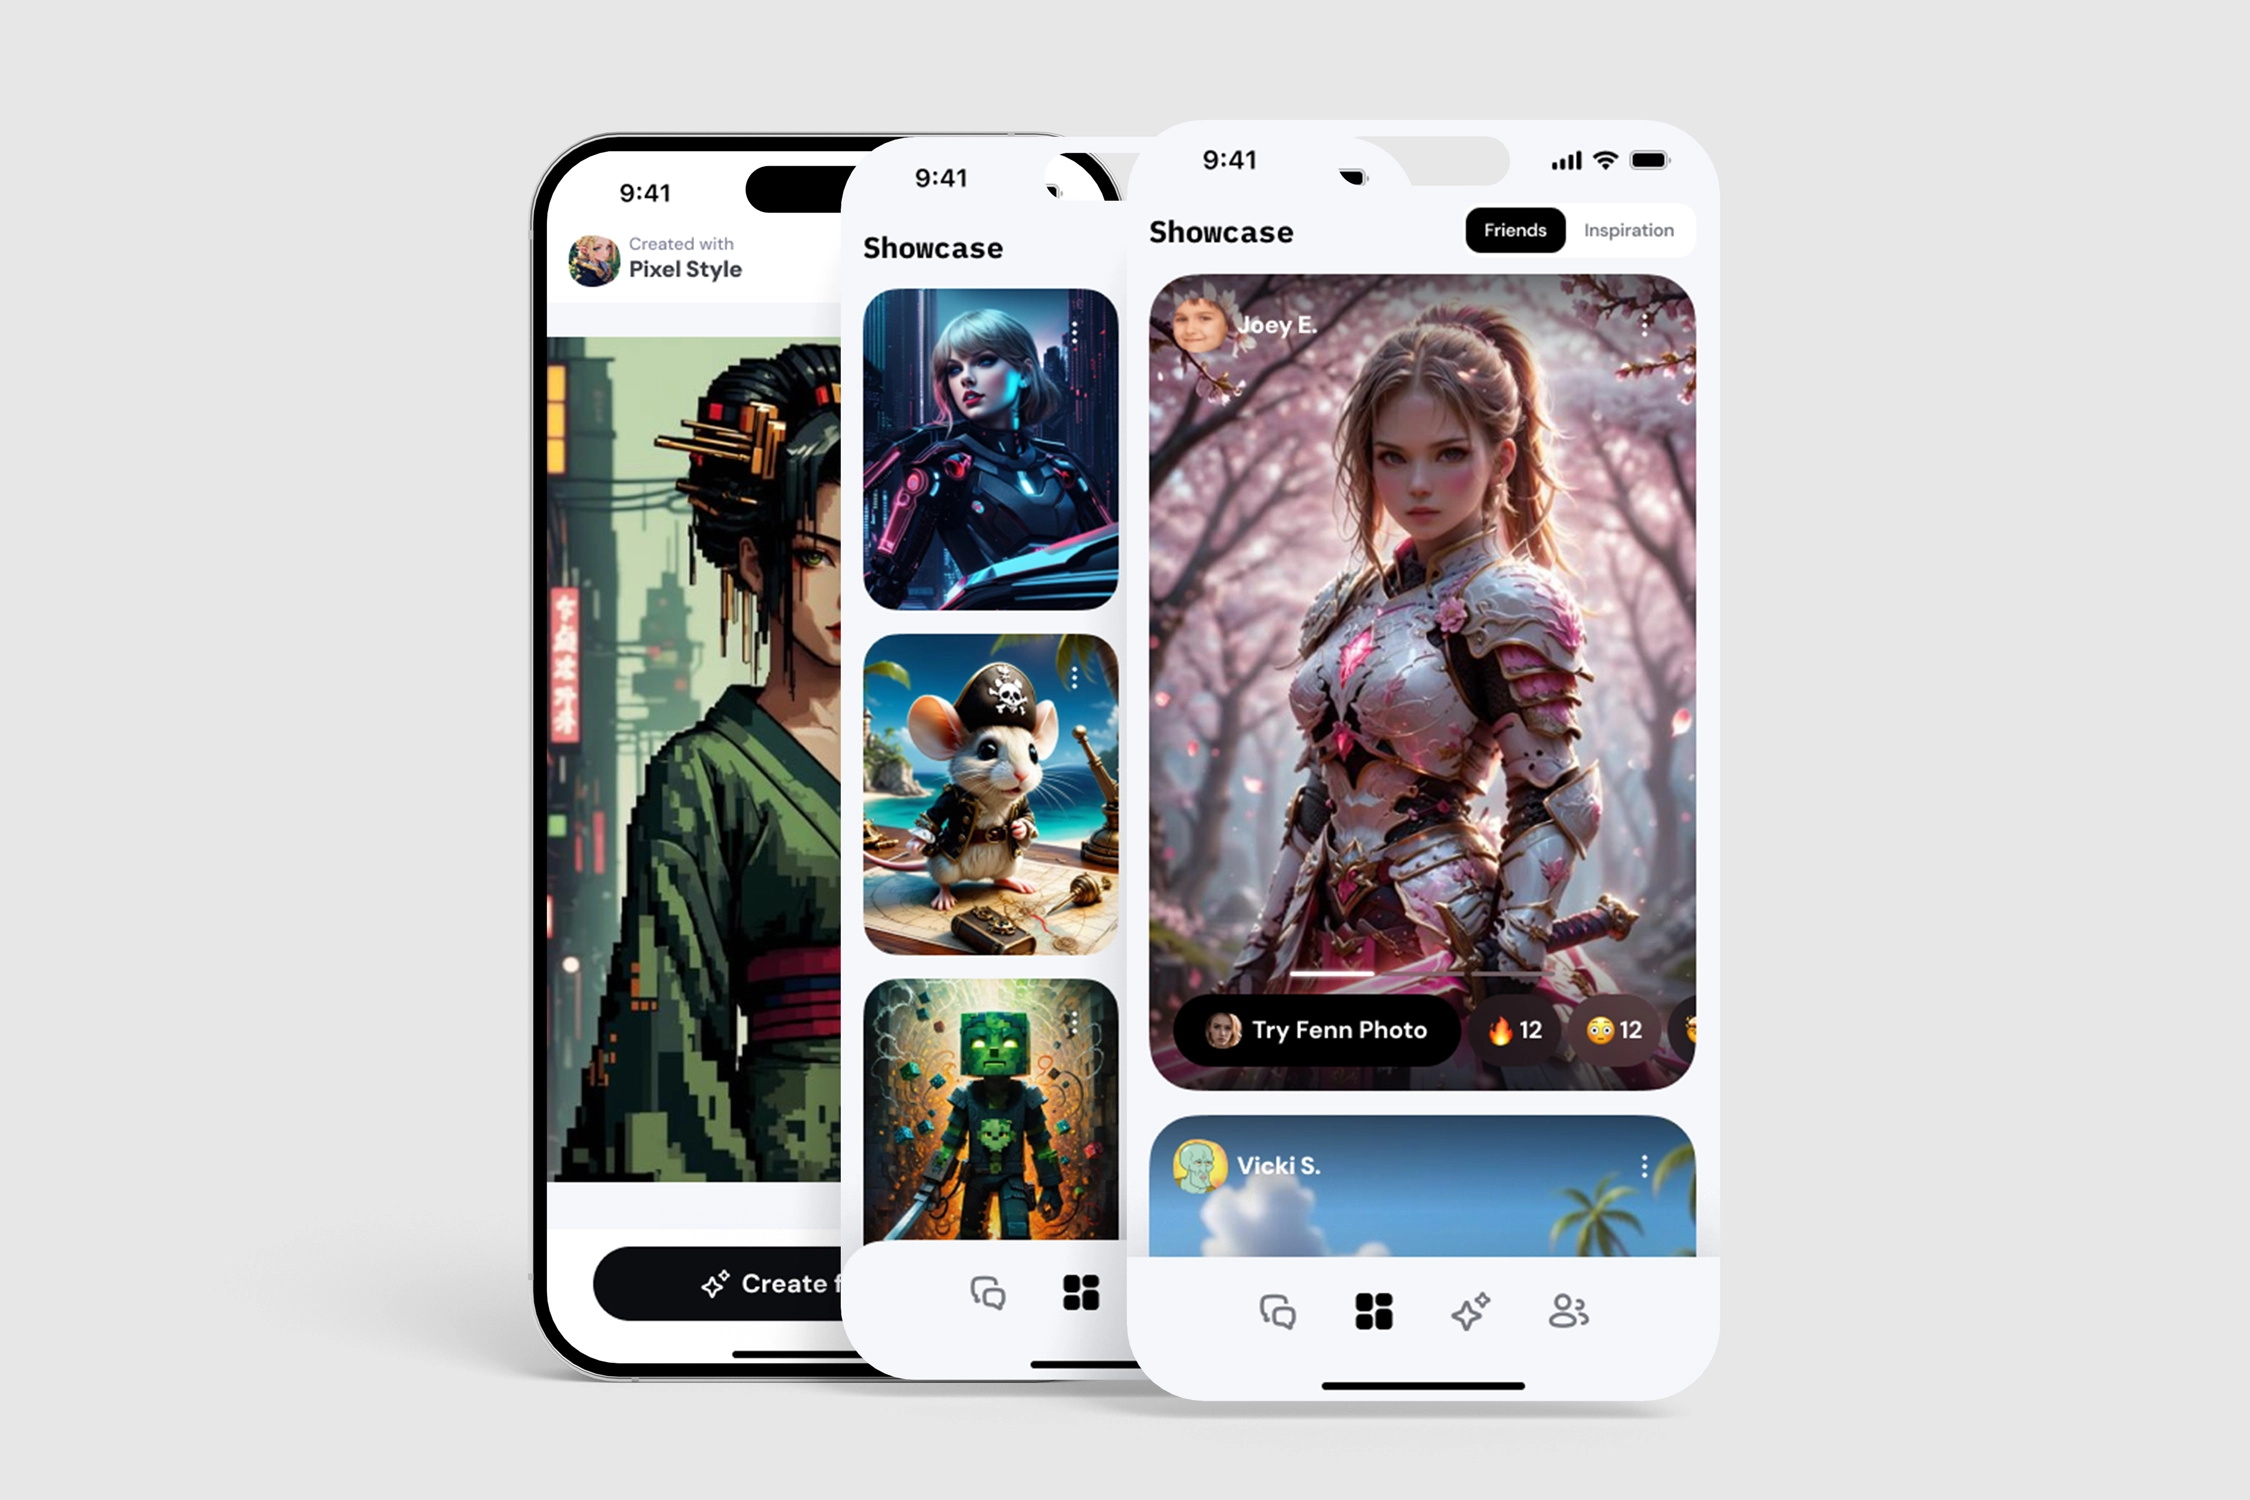 9:41
Created with
Pixel Style
Create f
9:41
Showcase
9:41
Showcase
Friends
Inspiration
Joey E.
Try Fenn Photo
🔥 12
😳 12
Vicki S.